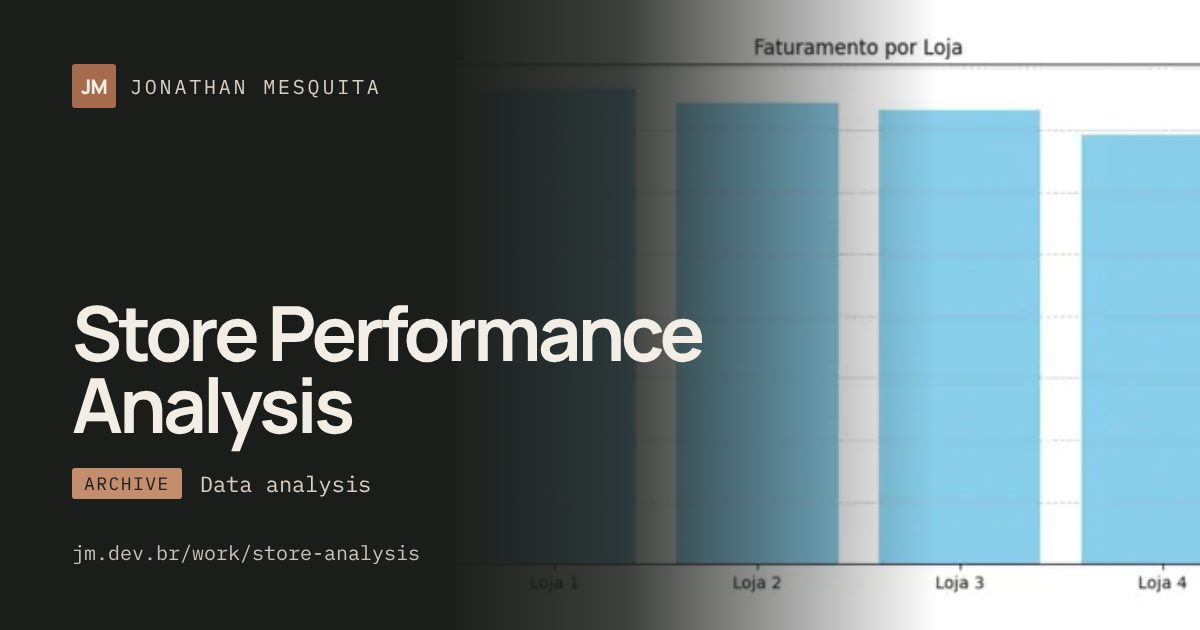 JM JONATHAN MESQUITA
Faturamento por Loja
Store Performance
Analysis
ARCHIVE Data analysis
jm.dev.br/work/store-analysis
Loja 1 Loja 2 Loja 3 Loja 4